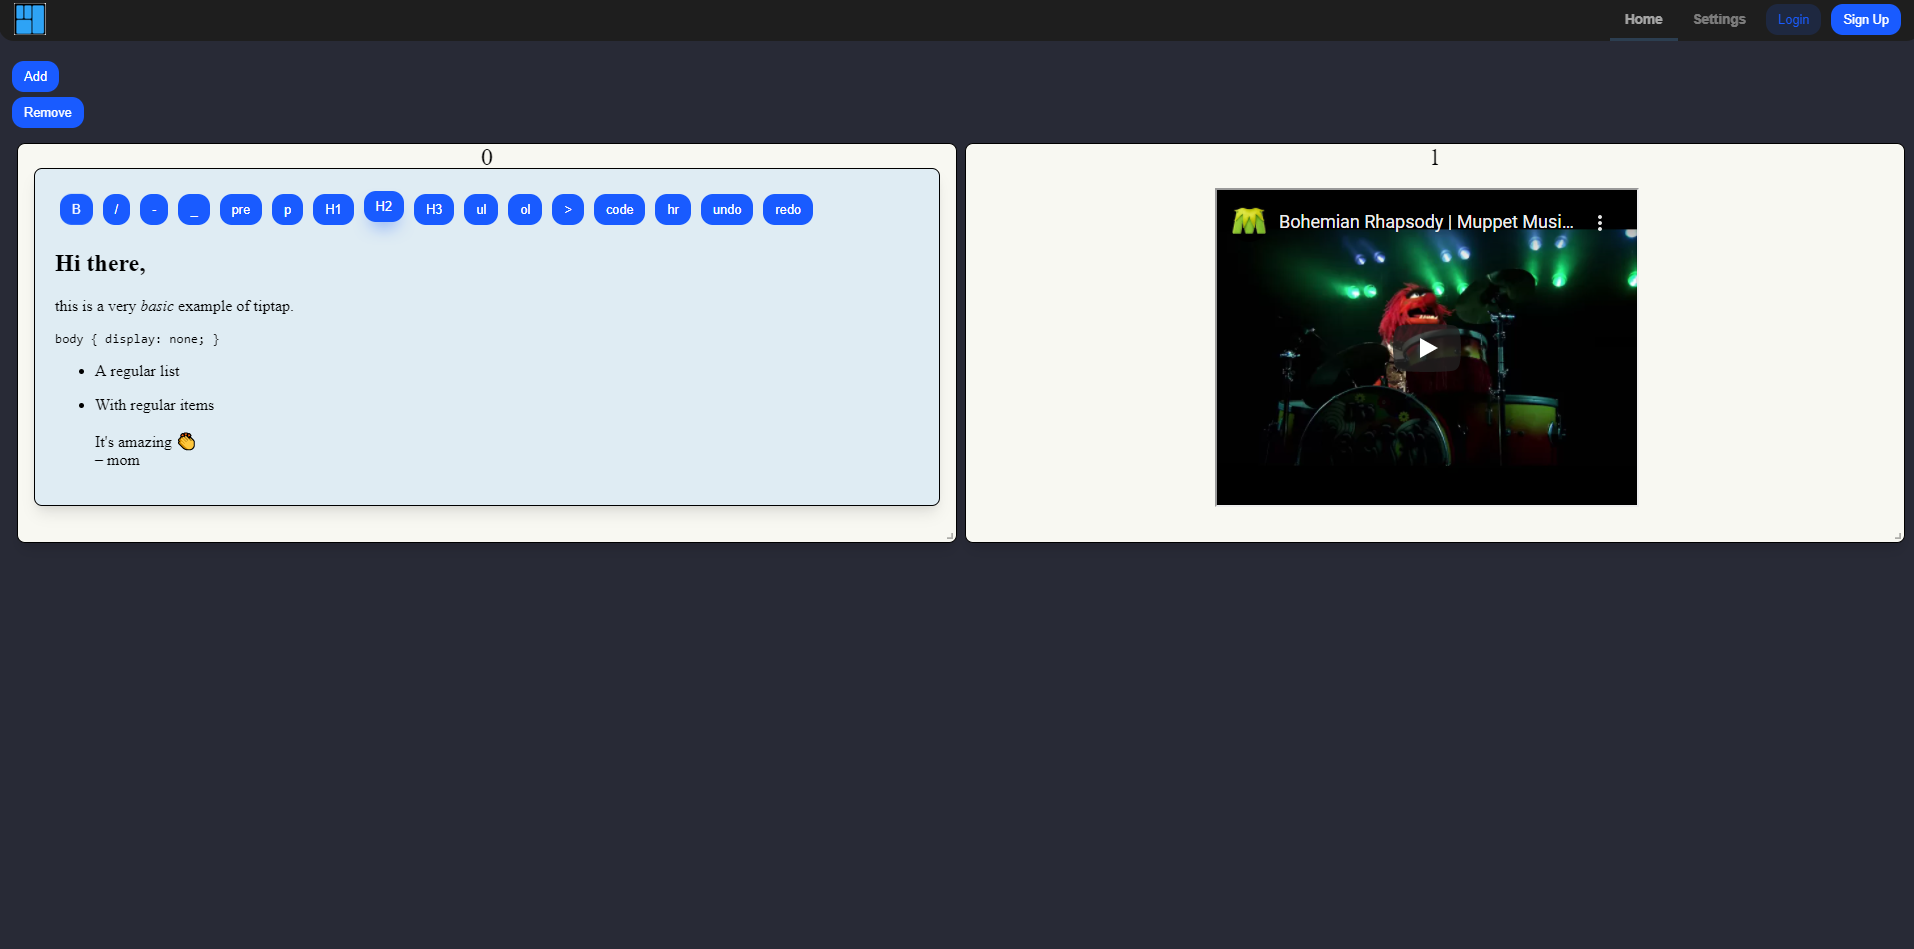 Home Settings Login Sign Up
Add
Remove
0
B / - _ pre p H1 H2 H3 ul ol > code hr undo redo
Hi there,
this is a very basic example of tiptap.
body { display: none; }
• A regular list
• With regular items
It's amazing 👏
– mom
1
Bohemian Rhapsody | Muppet Musi...